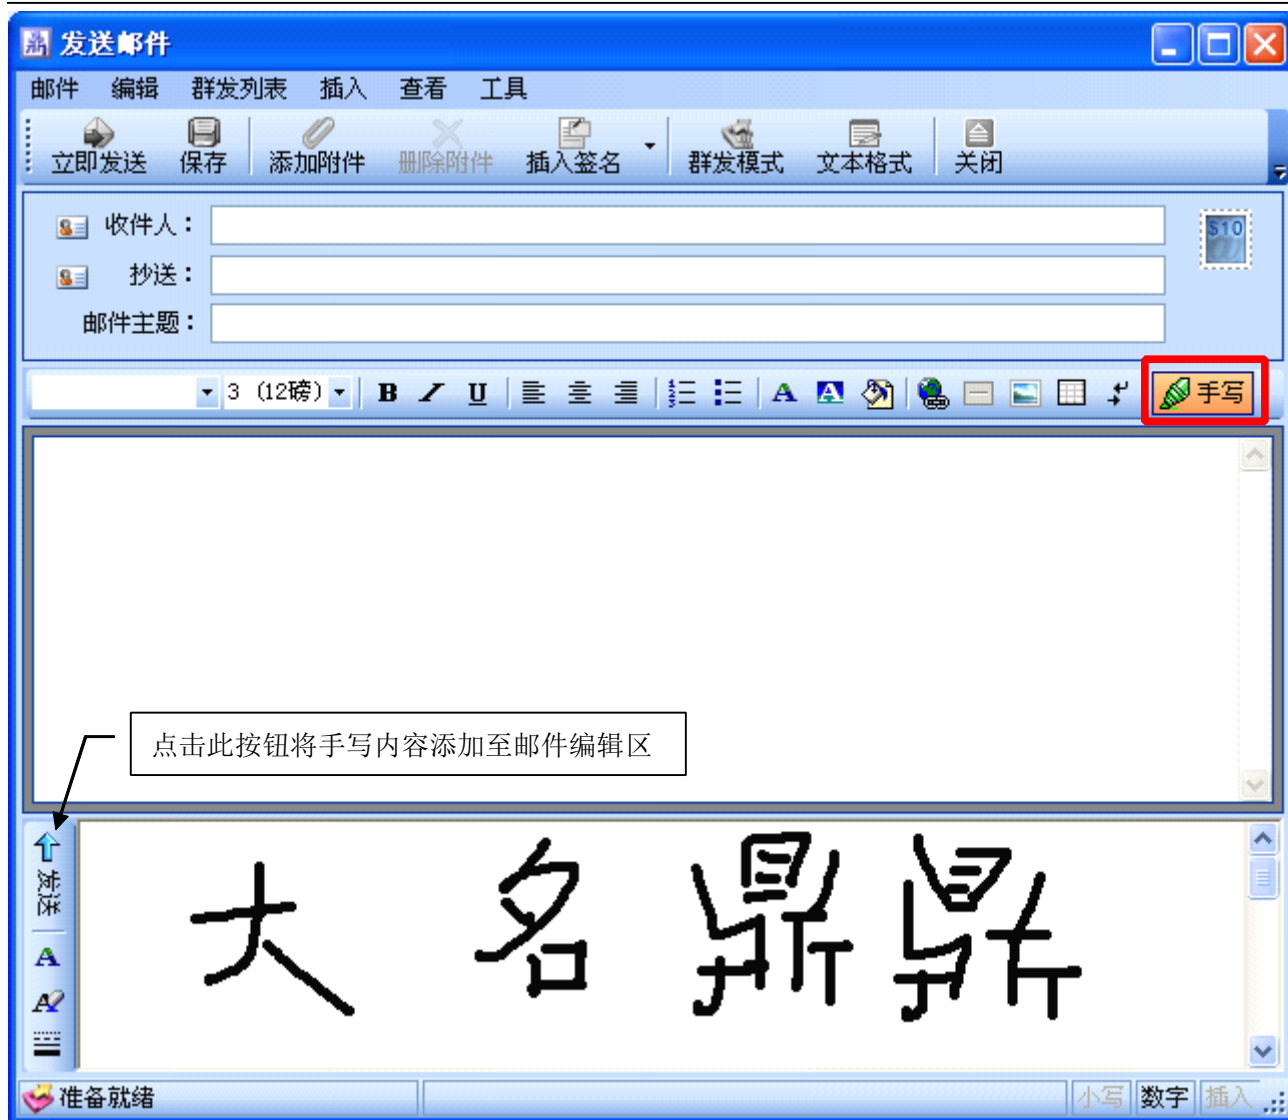 鼎 发送邮件
邮件 编辑 群发列表 插入 查看 工具
立即发送 保存 添加附件 删除附件 插入签名 群发模式 文本格式 关闭
收件人：
$10
抄送：
邮件主题：
3 (12磅) B U A A 手写
点击此按钮将手写内容添加至邮件编辑区
发送
A
A
大名鼎鼎
准备就绪 小写 数字 插入